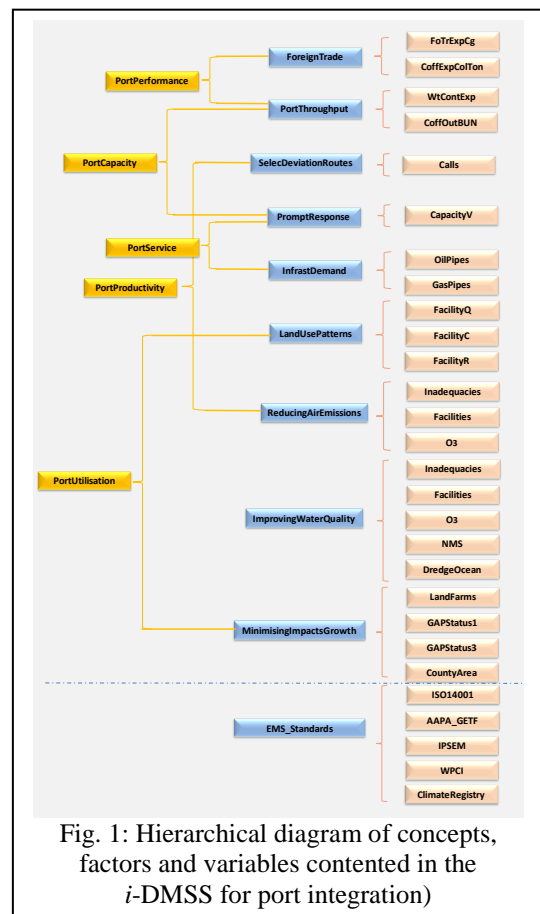 FoTrExpCg
ForeignTrade
CoffExpColTon
PortPerformance
WtContExp
PortThroughput
CoffOutBUN
PortCapacity
SelecDeviationRoutes
Calls
PromptResponse
CapacityV
PortService
OilPipes
InfrastDemand
PortProductivity
GasPipes
FacilityQ
LandUsePatterns
FacilityC
FacilityR
Inadequacies
ReducingAirEmissions
Facilities
O3
Inadequacies
PortUtilisation
Facilities
ImprovingWaterQuality
O3
NMS
DredgeOcean
LandFarms
GAPStatus1
MinimisingImpactsGrowth
GAPStatus3
CountyArea
ISO14001
AAPA_GETF
EMS_Standards
IPSEM
WPCI
ClimateRegistry
Fig. 1: Hierarchical diagram of concepts,
factors and variables contented in the
i-DMSS for port integration)